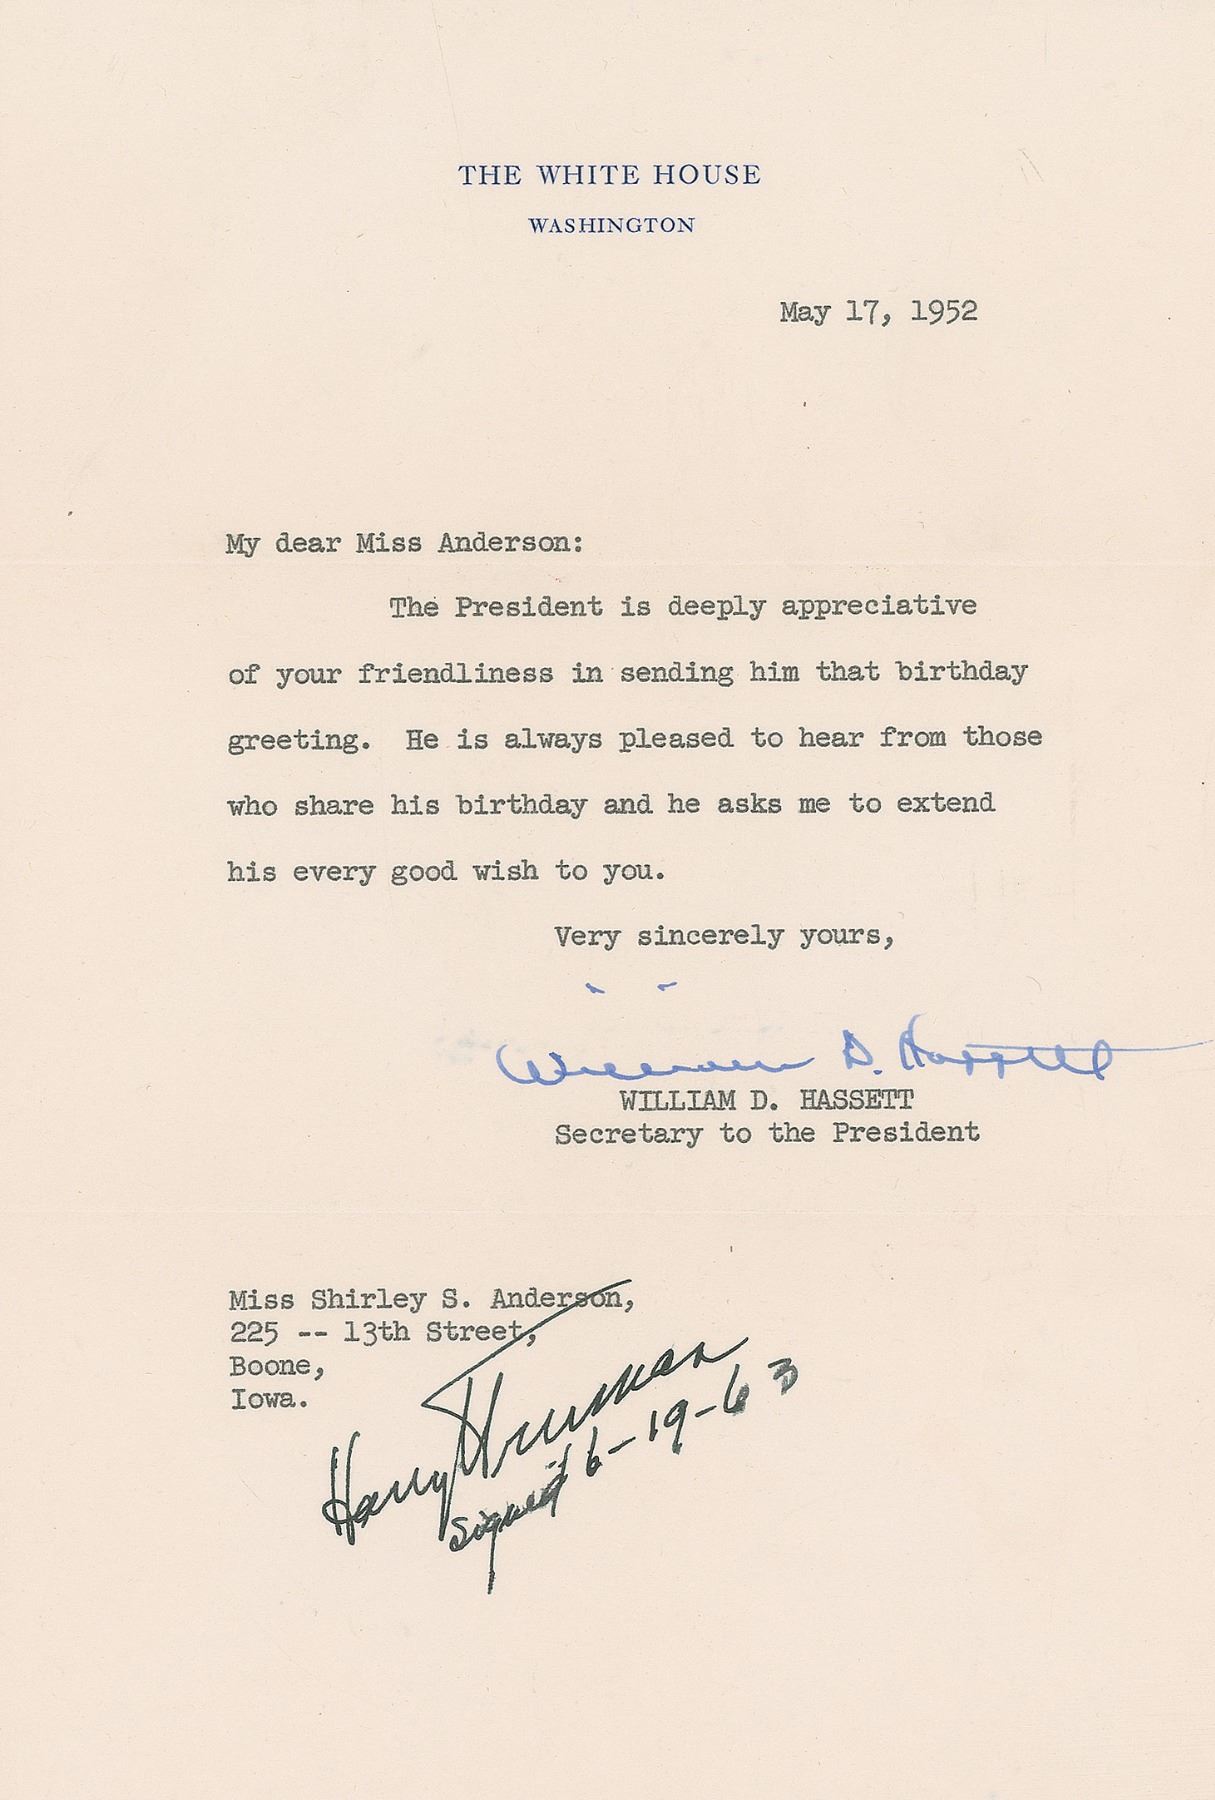 THE WHITE HOUSE
WASHINGTON
May 17, 1952
My dear Miss Anderson:
The President is deeply appreciative
of your friendliness in sending him that birthday
greeting. He is always pleased to hear from those
who share his birthday and he asks me to extend
his every good wish to you.
Very sincerely yours,
William D. Hassett
WILLIAM D. HASSETT
Secretary to the President
Miss Shirley S. Anderson,
225 -- 13th Street,
Boone,
Iowa.
Harry Truman
signed 6-19-63